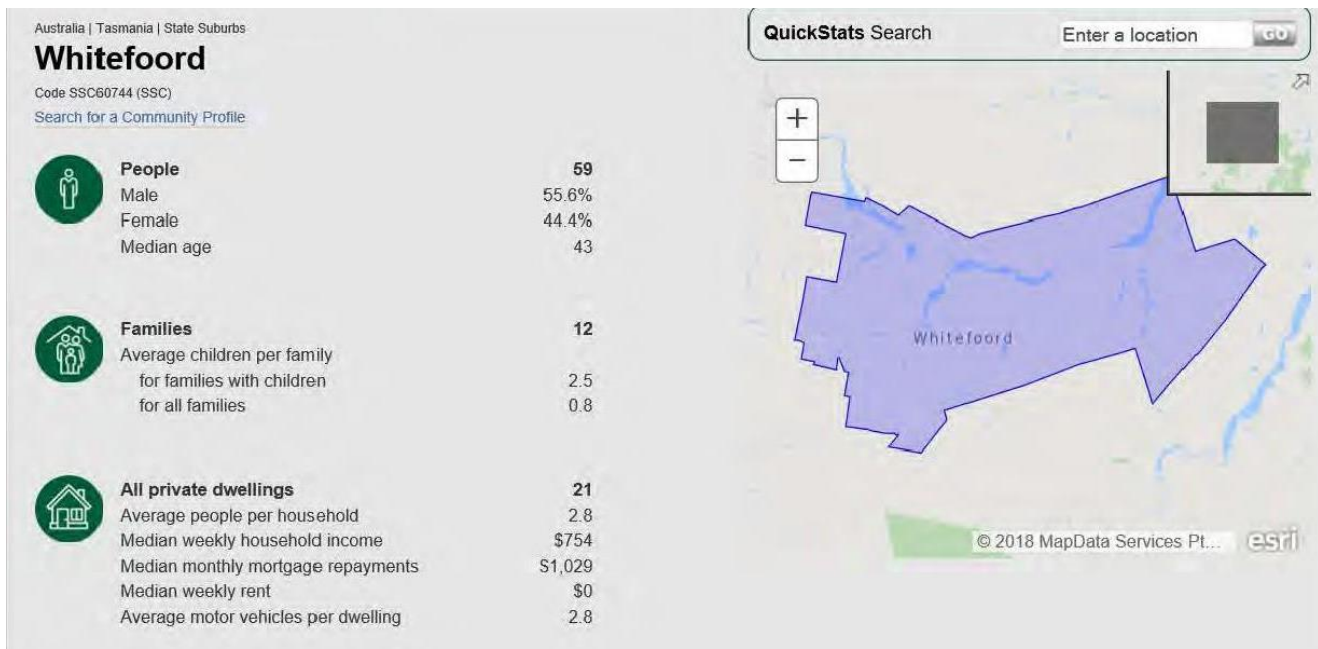 Australia | Tasmania | State Suburbs
Whitefoord
Code SSC60744 (SSC)
Search for a Community Profile
People 59
Male 55.6%
Female 44.4%
Median age 43
Families 12
Average children per family
for families with children 2.5
for all families 0.8
All private dwellings 21
Average people per household 2.8
Median weekly household income $754
Median monthly mortgage repayments $1,029
Median weekly rent $0
Average motor vehicles per dwelling 2.8
QuickStats Search Enter a location GO
+
−
Whitefoord
© 2018 MapData Services Pt... esri